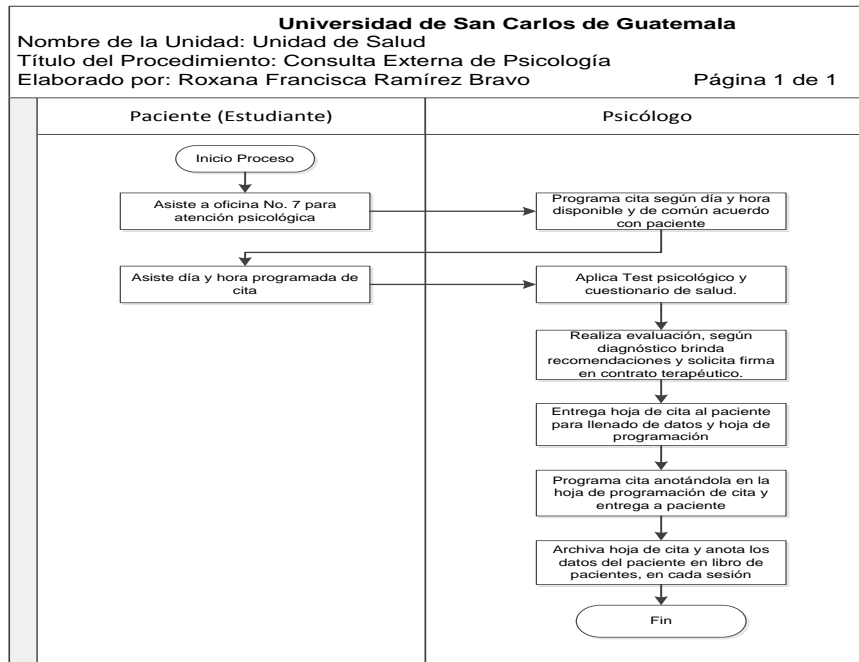 Universidad de San Carlos de Guatemala
Nombre de la Unidad: Unidad de Salud
Título del Procedimiento: Consulta Externa de Psicología
Elaborado por: Roxana Francisca Ramírez Bravo Página 1 de 1
Paciente (Estudiante) Psicólogo
Inicio Proceso
Asiste a oficina No. 7 para
atención psicológica
Programa cita según día y hora
disponible y de común acuerdo
con paciente
Asiste día y hora programada de
cita
Aplica Test psicológico y
cuestionario de salud.
Realiza evaluación, según
diagnóstico brinda
recomendaciones y solicita firma
en contrato terapéutico.
Entrega hoja de cita al paciente
para llenado de datos y hoja de
programación
Programa cita anotándola en la
hoja de programación de cita y
entrega a paciente
Archiva hoja de cita y anota los
datos del paciente en libro de
pacientes, en cada sesión
Fin